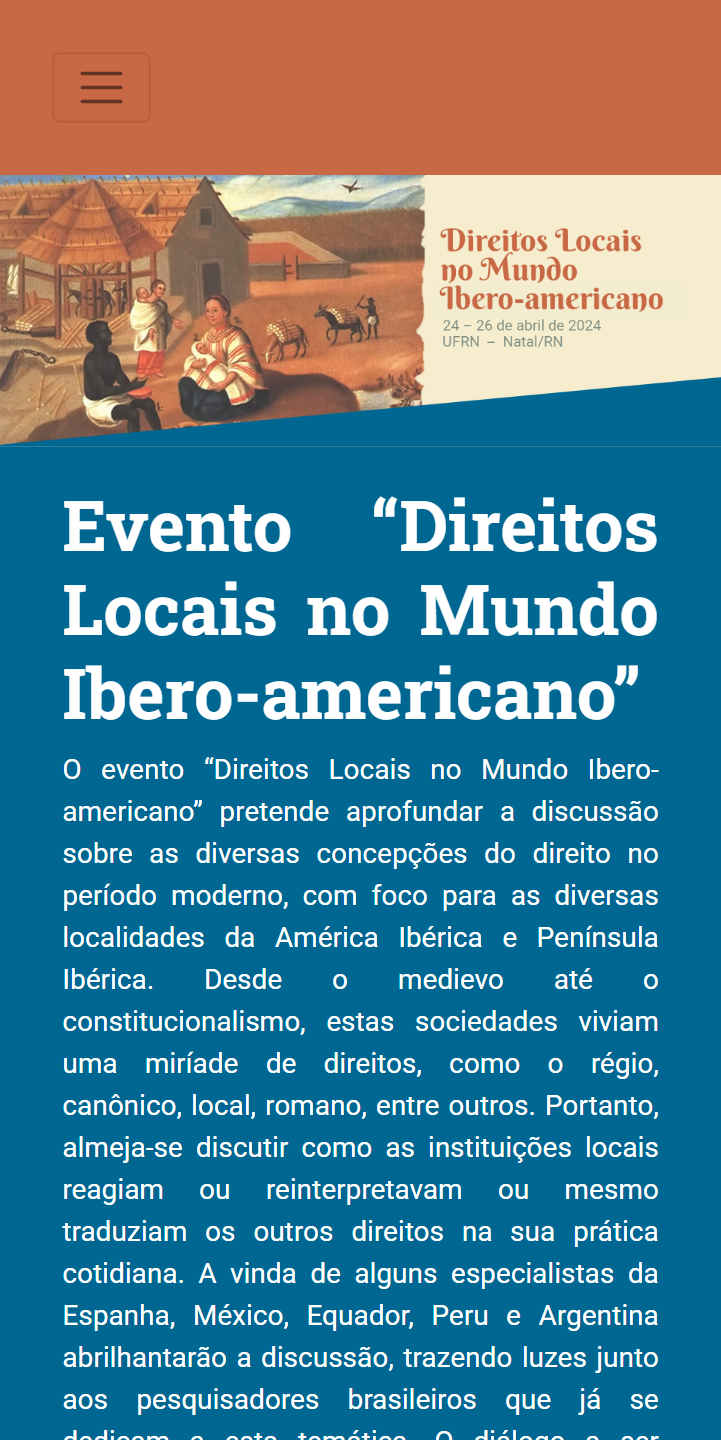 Direitos Locais
no Mundo
Ibero-americano
24 – 26 de abril de 2024
UFRN – Natal/RN
Evento “Direitos
Locais no Mundo
Ibero-americano”
O evento “Direitos Locais no Mundo Ibero-
americano” pretende aprofundar a discussão
sobre as diversas concepções do direito no
período moderno, com foco para as diversas
localidades da América Ibérica e Península
Ibérica. Desde o medievo até o
constitucionalismo, estas sociedades viviam
uma miríade de direitos, como o régio,
canônico, local, romano, entre outros. Portanto,
almeja-se discutir como as instituições locais
reagiam ou reinterpretavam ou mesmo
traduziam os outros direitos na sua prática
cotidiana. A vinda de alguns especialistas da
Espanha, México, Equador, Peru e Argentina
abrilhantarão a discussão, trazendo luzes junto
aos pesquisadores brasileiros que já se
dedicam a esta temática. O diálogo a ser